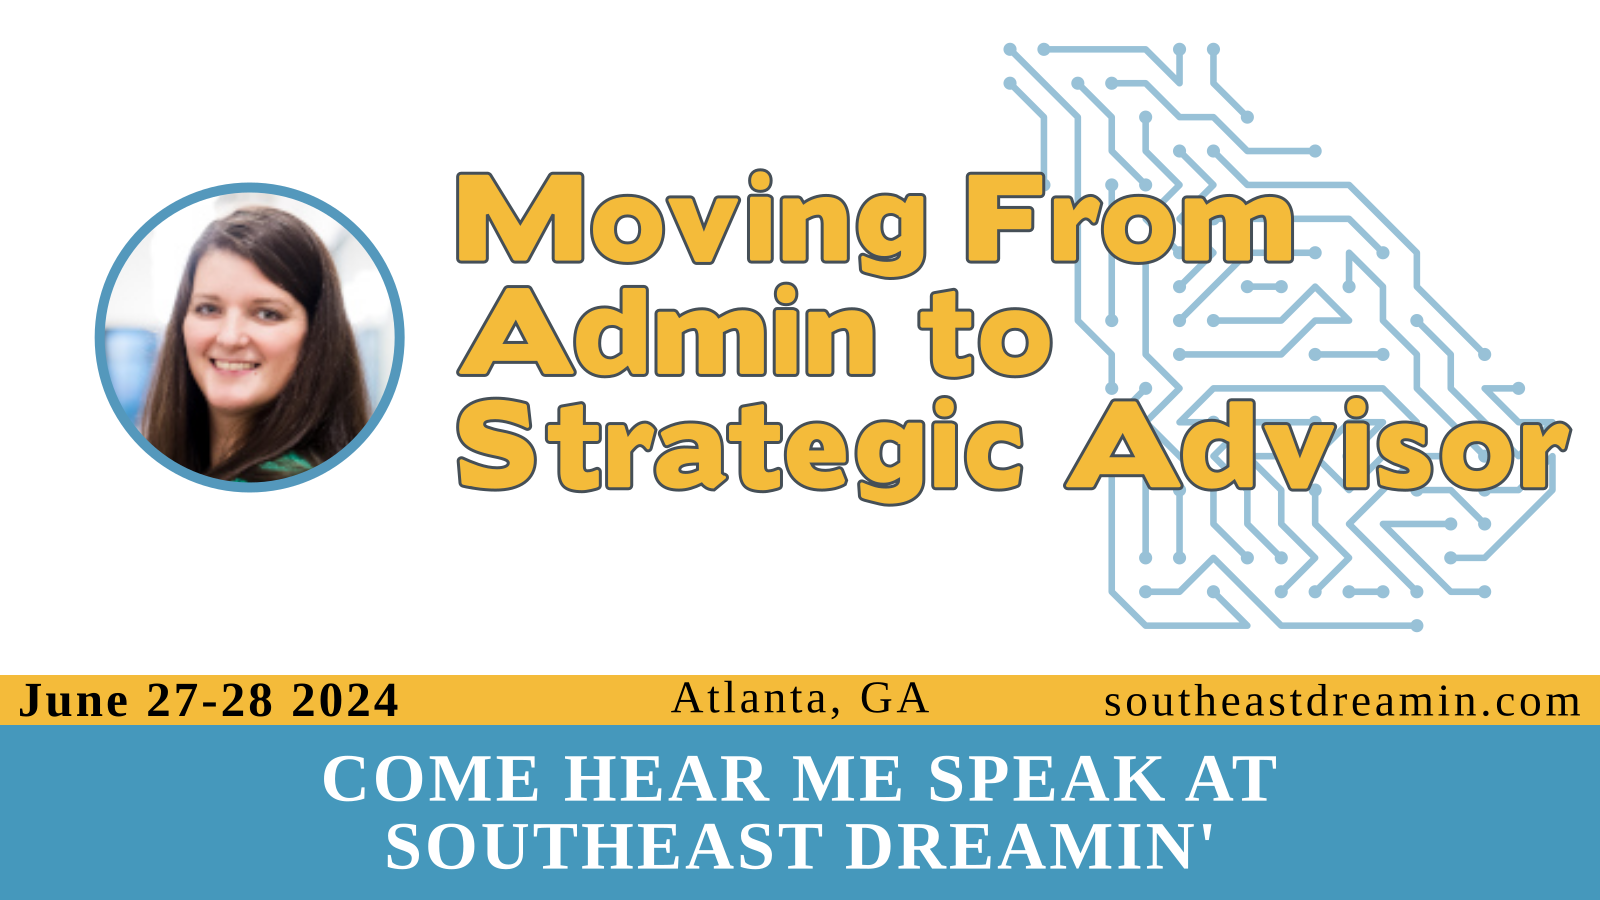 Moving From
Admin to
Strategic Advisor
June 27-28 2024
Atlanta, GA
southeastdreamin.com
COME HEAR ME SPEAK AT
SOUTHEAST DREAMIN'